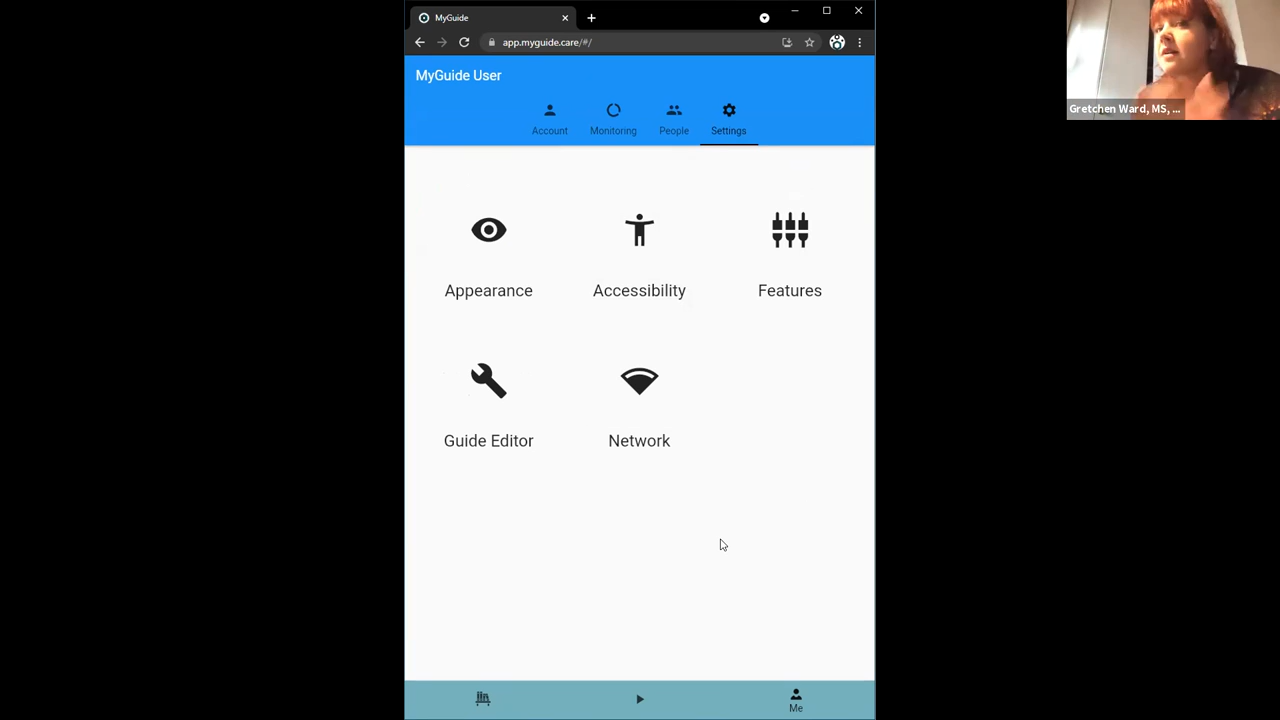 MyGuide
app.myguide.care/#/
MyGuide User
Account
Monitoring
People
Settings
Appearance
Accessibility
Features
Guide Editor
Network
Me
Gretchen Ward, MS, ...